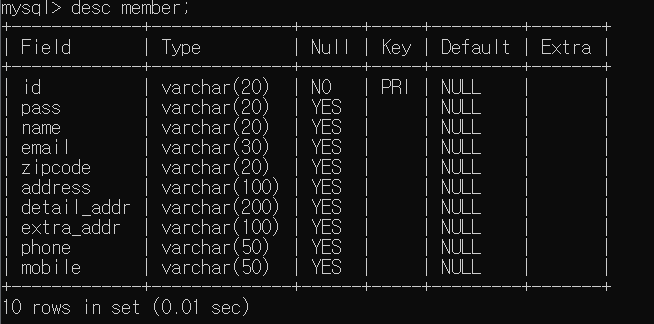 mysql> desc member;
+-------------+--------------+------+-----+---------+-------+
| Field       | Type         | Null | Key | Default | Extra |
+-------------+--------------+------+-----+---------+-------+
| id          | varchar(20)  | NO   | PRI | NULL    |       |
| pass        | varchar(20)  | YES  |     | NULL    |       |
| name        | varchar(20)  | YES  |     | NULL    |       |
| email       | varchar(30)  | YES  |     | NULL    |       |
| zipcode     | varchar(20)  | YES  |     | NULL    |       |
| address     | varchar(100) | YES  |     | NULL    |       |
| detail_addr | varchar(200) | YES  |     | NULL    |       |
| extra_addr  | varchar(100) | YES  |     | NULL    |       |
| phone       | varchar(50)  | YES  |     | NULL    |       |
| mobile      | varchar(50)  | YES  |     | NULL    |       |
+-------------+--------------+------+-----+---------+-------+
10 rows in set (0.01 sec)